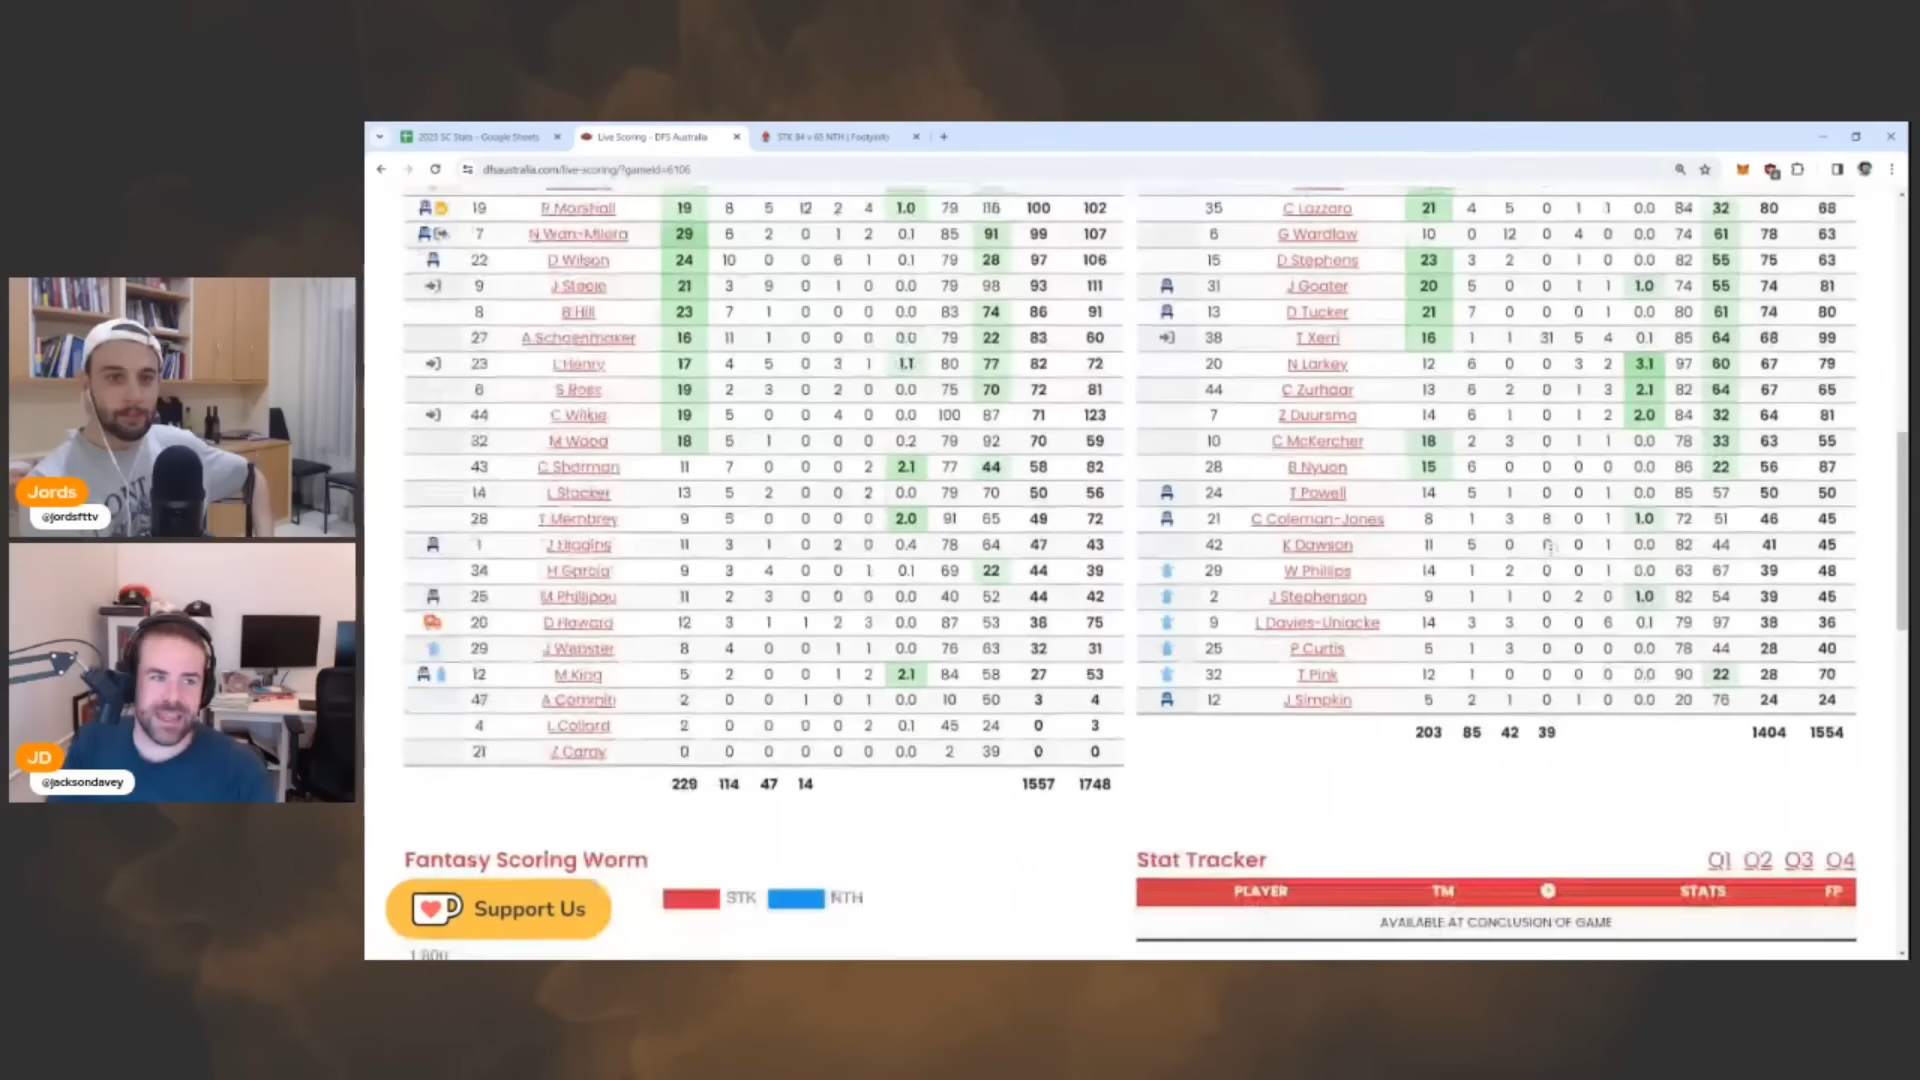 2023 SC Stats - Google Sheets
Live Scoring - DFS Australia
STK 84 v 65 NTH | FootyInfo
dfsaustralia.com/live-scoring/?gameId=6106
19 R Marshall 19 8 5 12 2 4 1.0 79 116 100 102
7 N Wan-Milera 29 6 2 0 1 2 0.1 85 91 99 107
22 D Wilson 24 10 0 0 6 1 0.1 79 28 97 106
9 J Steele 21 3 9 0 1 0 0.0 79 98 93 111
8 B Hill 23 7 1 0 0 0 0.0 83 74 86 91
27 A Schoenmaker 16 11 1 0 0 0 0.0 79 22 83 60
23 L Henry 17 4 5 0 3 1 1.1 80 77 82 72
6 S Ross 19 2 3 0 2 0 0.0 75 70 72 81
44 C Wilkie 19 5 0 0 4 0 0.0 100 87 71 123
32 M Wood 18 5 1 0 0 0 0.2 79 92 70 59
43 C Sharman 11 7 0 0 0 2 2.1 77 44 58 82
14 L Stocker 13 5 2 0 0 2 0.0 79 70 50 56
28 T Membrey 9 5 0 0 0 0 2.0 91 65 49 72
1 J Higgins 11 3 1 0 2 0 0.4 78 64 47 43
34 H Garcia 9 3 4 0 0 1 0.1 69 22 44 39
25 M Phillipou 11 2 3 0 0 0 0.0 40 52 44 42
20 D Howard 12 3 1 1 2 3 0.0 87 53 38 75
29 J Webster 8 4 0 0 1 1 0.0 76 63 32 31
12 M King 5 2 0 0 1 2 2.1 84 58 27 53
47 A Caminiti 2 0 0 1 0 1 0.0 10 50 3 4
4 L Collard 2 0 0 0 0 2 0.1 45 24 0 3
21 Z Caray 0 0 0 0 0 0 0.0 2 39 0 0
229 114 47 14 1557 1748
35 C Lazzaro 21 4 5 0 1 1 0.0 84 32 80 68
6 G Wardlaw 10 0 12 0 4 0 0.0 74 61 78 63
15 D Stephens 23 3 2 0 1 0 0.0 82 55 75 63
31 J Goater 20 5 0 0 1 1 1.0 74 55 74 81
13 D Tucker 21 7 0 0 0 1 0.0 80 61 74 80
38 T Xerri 16 1 1 31 5 4 0.1 85 64 68 99
20 N Larkey 12 6 0 0 3 2 3.1 97 60 67 79
44 C Zurhaar 13 6 2 0 1 3 2.1 82 64 67 65
7 Z Duursma 14 6 1 0 1 2 2.0 84 32 64 81
10 C McKercher 18 2 3 0 1 1 0.0 78 33 63 55
28 B Nyuon 15 6 0 0 0 0 0.0 86 22 56 87
24 T Powell 14 5 1 0 0 1 0.0 85 57 50 50
21 C Coleman-Jones 8 1 3 8 0 1 1.0 72 51 46 45
42 K Dawson 11 5 0 0 1 0.0 82 44 41 45
29 W Phillips 14 1 2 0 0 1 0.0 63 67 39 48
2 J Stephenson 9 1 1 0 2 0 1.0 82 54 39 45
9 L Davies-Uniacke 14 3 3 0 0 6 0.1 79 97 38 36
25 P Curtis 5 1 3 0 0 0 0.0 78 44 28 40
32 T Pink 12 1 0 0 0 0 0.0 90 22 28 70
12 J Simpkin 5 2 1 0 1 0 0.0 20 76 24 24
203 85 42 39 1404 1554
Fantasy Scoring Worm
STK NTH
Support Us
Stat Tracker
Q1 Q2 Q3 Q4
PLAYER TM STATS FP
AVAILABLE AT CONCLUSION OF GAME
Jords
@jordsfttv
JD
@jacksondavey